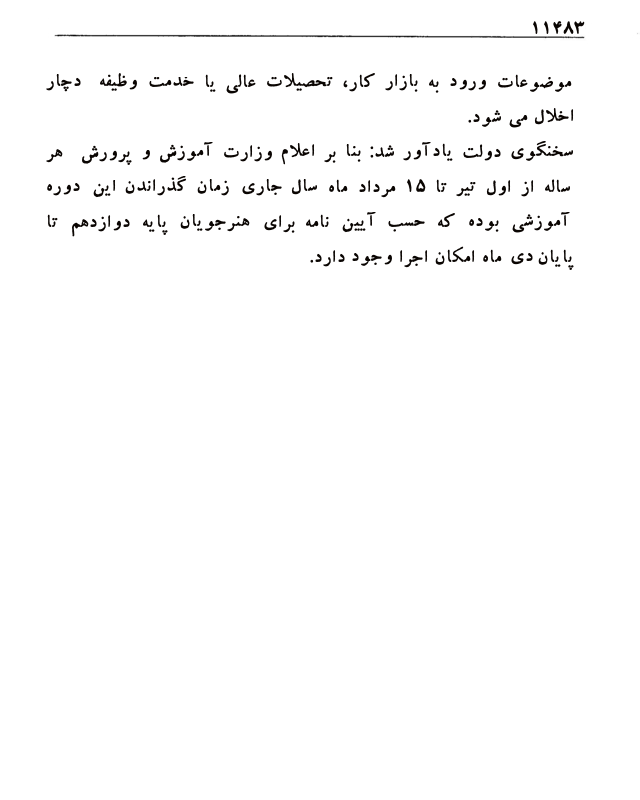 ۱۱۴۸۳
موضوعات ورود به بازار کار، تحصیلات عالی یا خدمت وظیفه دچار
اخلال می شود.
سخنگوی دولت یادآور شد: بنا بر اعلام وزارت آموزش و پرورش هر
ساله از اول تیر تا ۱۵ مرداد ماه سال جاری زمان گذراندن این دوره
آموزشی بوده که حسب آیین نامه برای هنرجویان پایه دوازدهم تا
پایان دی ماه امکان اجرا وجود دارد.